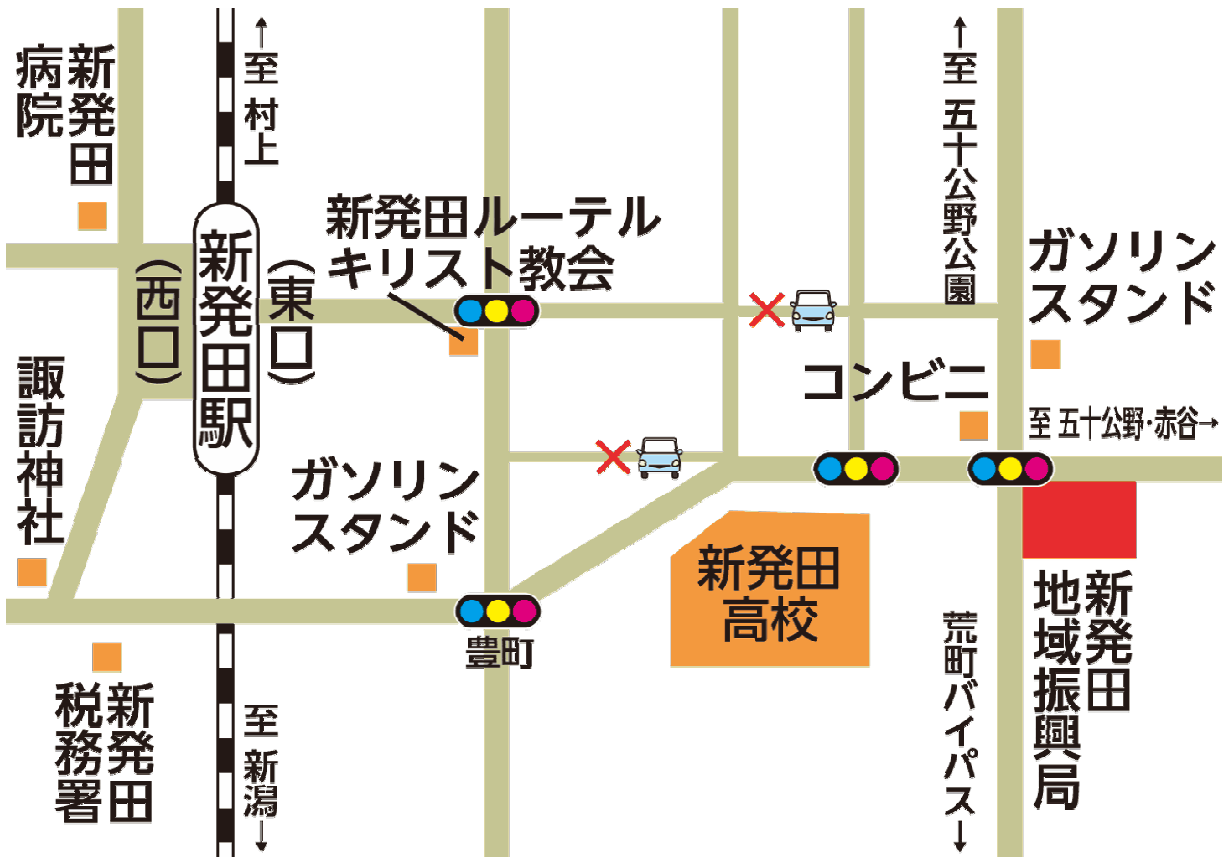 新発田
病院
←至 村上
新発田ルーテル
キリスト教会
←至 五十公野公園
ガソリン
スタンド
(西口)
新発田駅
(東口)
コンビニ
至 五十公野・赤谷→
諏訪神社
ガソリン
スタンド
新発田
高校
豊町
新発田
地域振興局
新発田
税務署
至 新潟→
荒町バイパス→